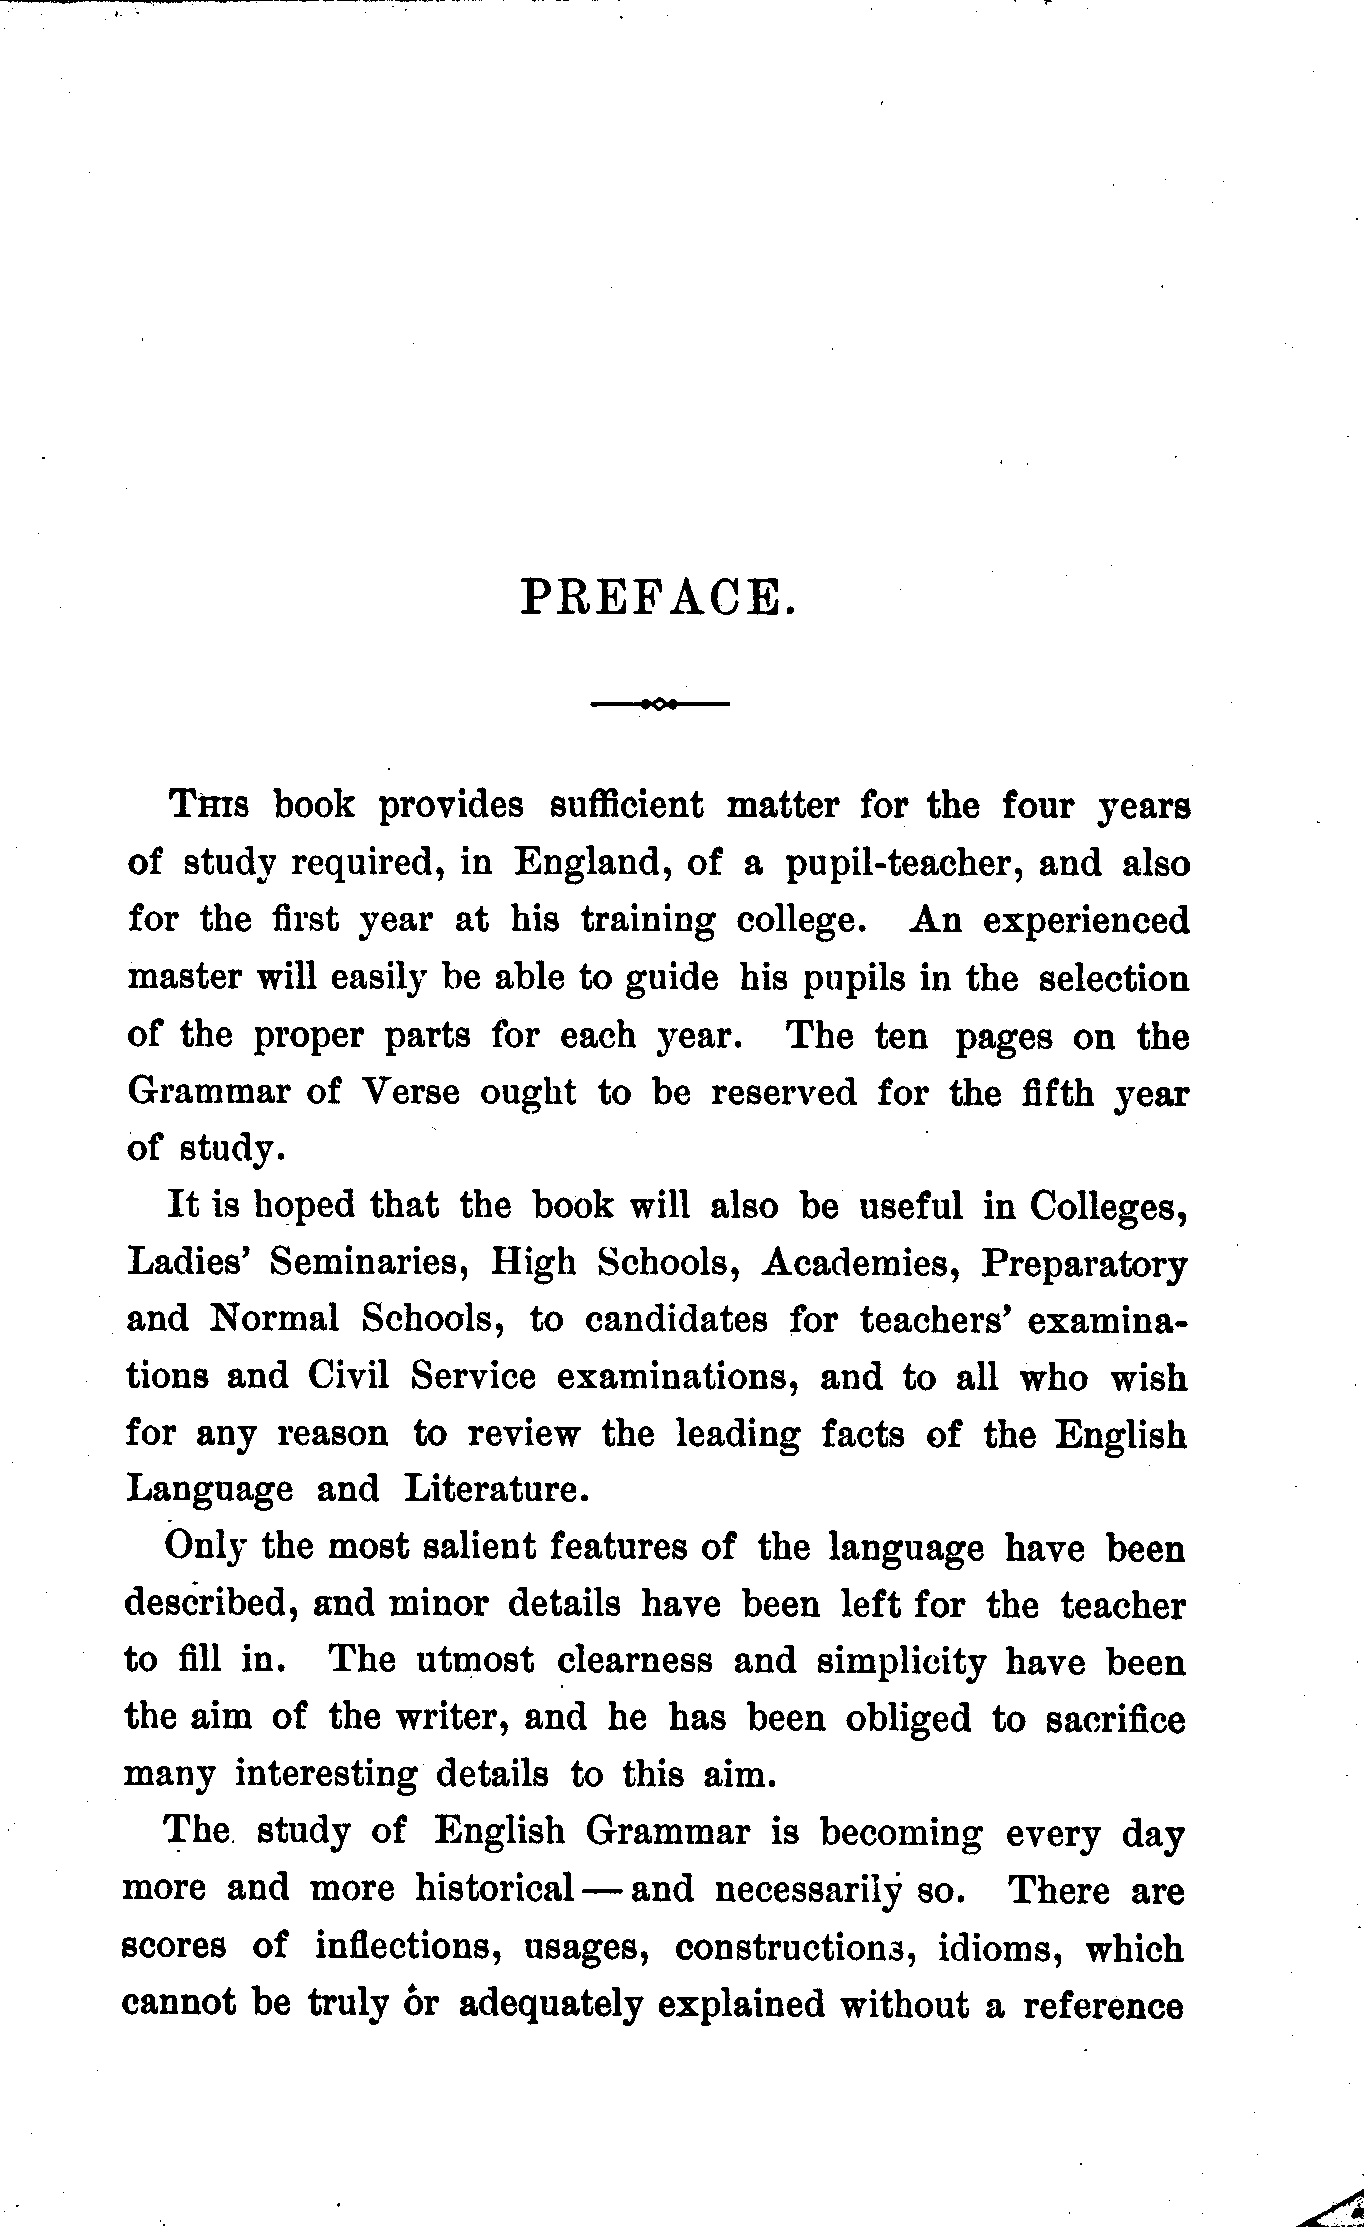 PREFACE.
This book provides sufficient matter for the four years
of study required, in England, of a pupil-teacher, and also
for the first year at his training college. An experienced
master will easily be able to guide his pupils in the selection
of the proper parts for each year. The ten pages on the
Grammar of Verse ought to be reserved for the fifth year
of study.
It is hoped that the book will also be useful in Colleges,
Ladies' Seminaries, High Schools, Academies, Preparatory
and Normal Schools, to candidates for teachers' examina-
tions and Civil Service examinations, and to all who wish
for any reason to review the leading facts of the English
Language and Literature.
Only the most salient features of the language have been
described, and minor details have been left for the teacher
to fill in. The utmost clearness and simplicity have been
the aim of the writer, and he has been obliged to sacrifice
many interesting details to this aim.
The study of English Grammar is becoming every day
more and more historical — and necessarily so. There are
scores of inflections, usages, constructions, idioms, which
cannot be truly or adequately explained without a reference